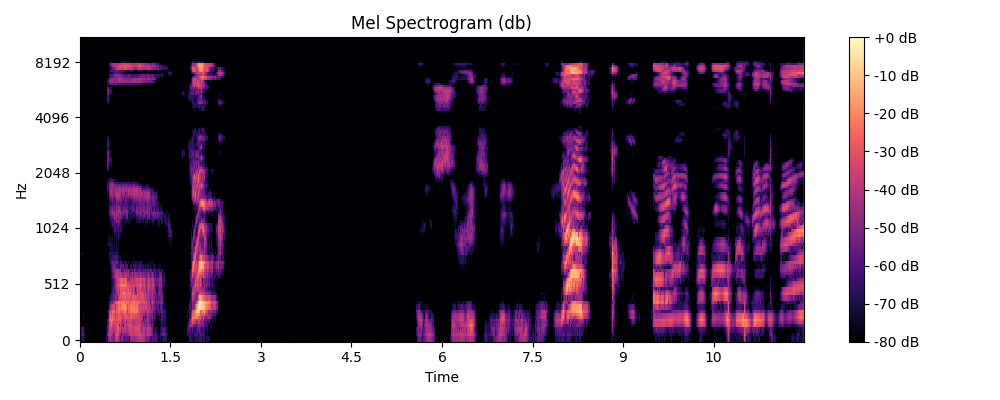 Mel Spectrogram (db)
8192
4096
2048
1024
512
0
Hz
0 1.5 3 4.5 6 7.5 9 10
Time
+0 dB
-10 dB
-20 dB
-30 dB
-40 dB
-50 dB
-60 dB
-70 dB
-80 dB